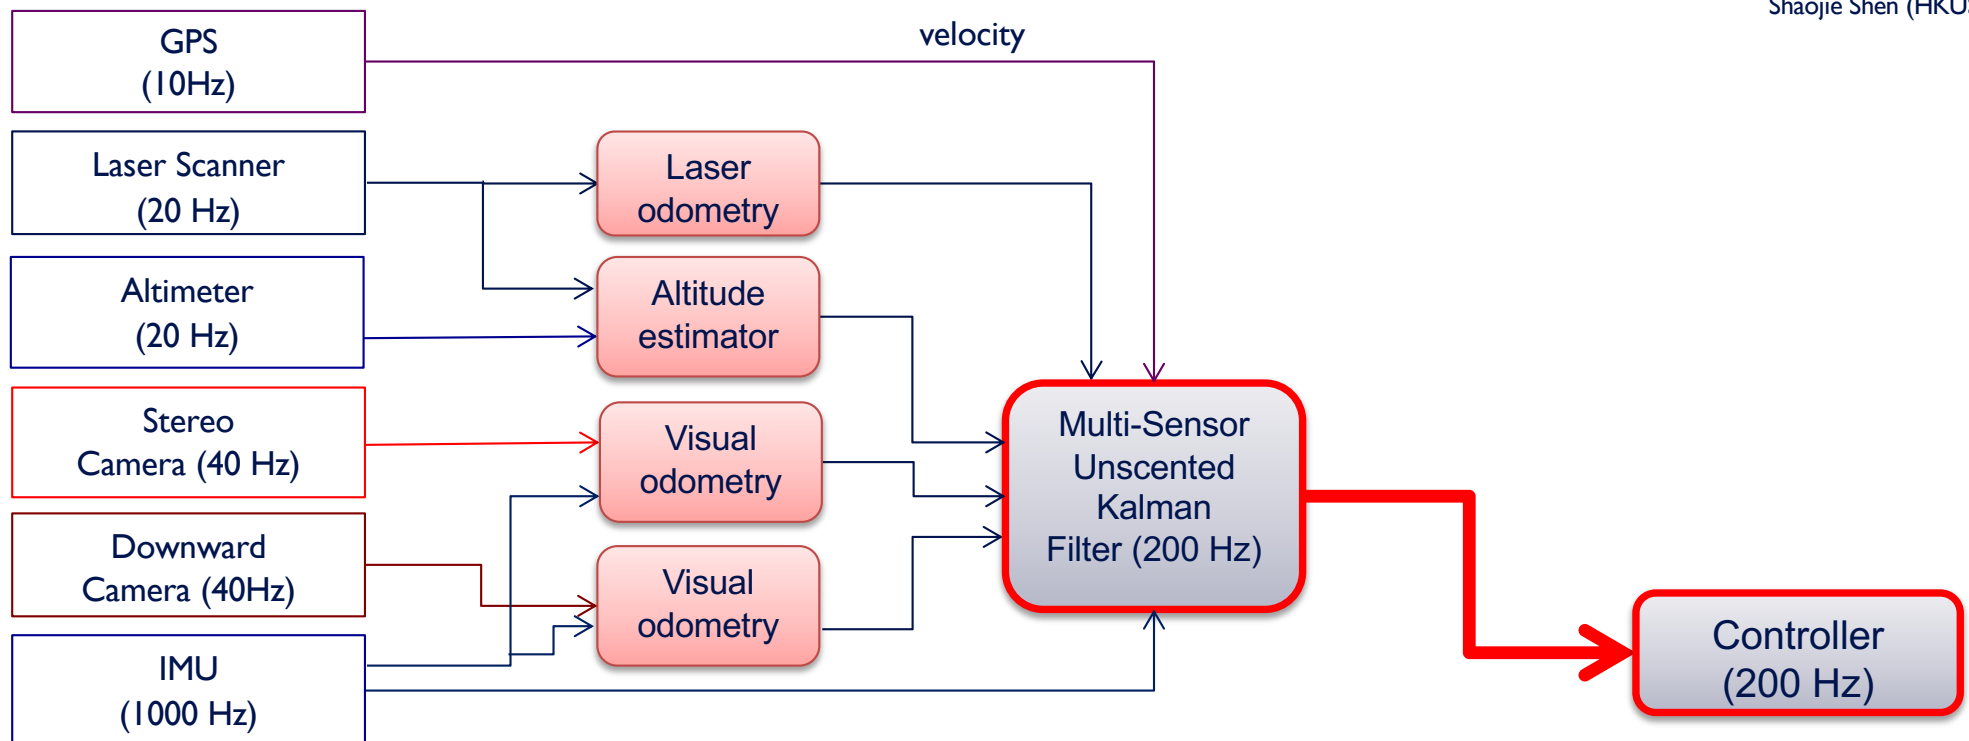 Shaojie Shen
velocity
GPS
(10Hz)
Laser Scanner
(20 Hz)
Altimeter
(20 Hz)
Stereo
Camera (40 Hz)
Downward
Camera (40Hz)
IMU
(1000 Hz)
Laser
odometry
Altitude
estimator
Visual
odometry
Visual
odometry
Multi-Sensor
Unscented
Kalman
Filter (200 Hz)
Controller
(200 Hz)